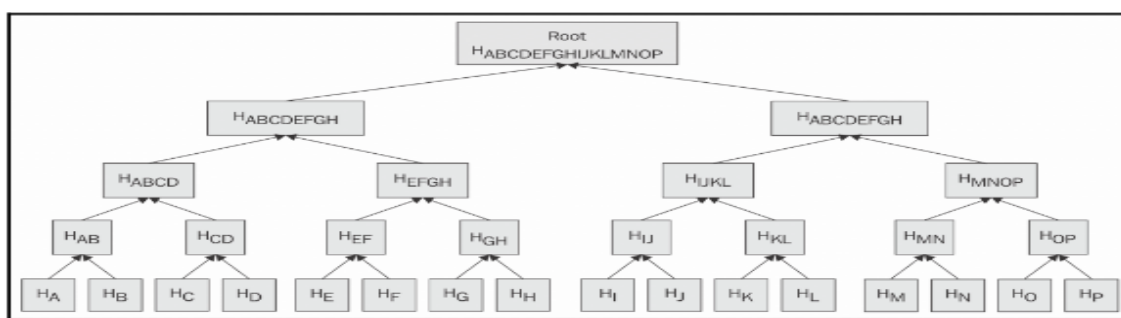 Root
HABCDEFGHIJKLMNOP
HABCDEFGH
HABCDEFGH
HABCD
HEFGH
HIJKL
HMNOP
HAB
HCD
HEF
HGH
HIJ
HKL
HMN
HOP
HA
HB
HC
HD
HE
HF
HG
HH
HI
HJ
HK
HL
HM
HN
HO
HP